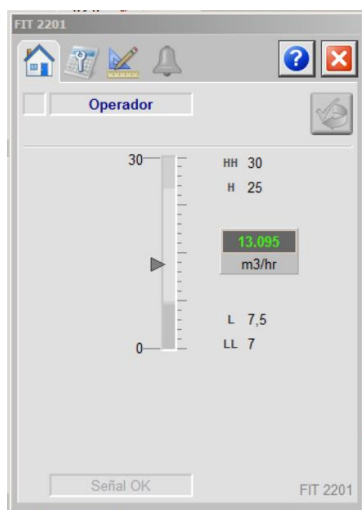 FIT 2201
Operador
30
HH 30
H 25
13.095
m3/hr
L 7,5
0
LL 7
Señal OK
FIT 2201